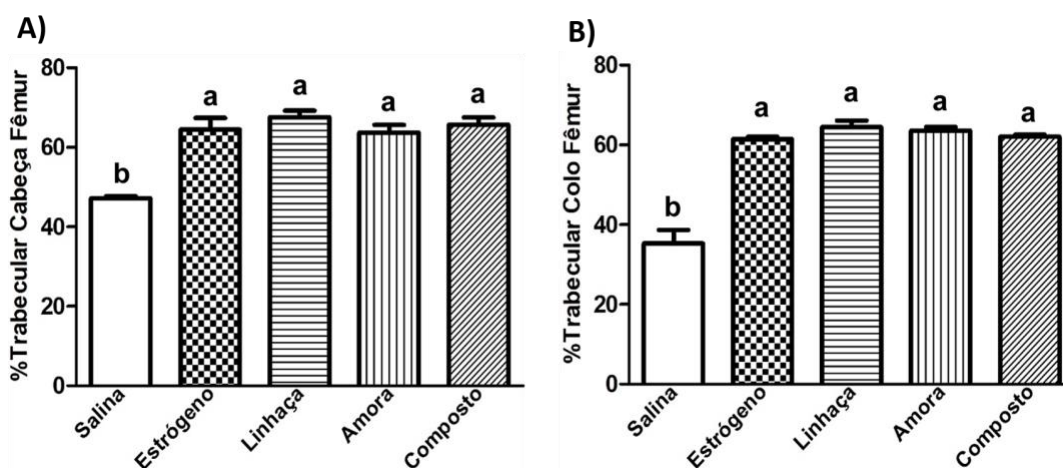 A)
%Trabecular Cabeça Fêmur
80
60
40
20
0
b
a
a
a
a
Salina
Estrógeno
Linhaça
Amora
Composto
B)
%Trabecular Colo Fêmur
80
60
40
20
0
b
a
a
a
a
Salina
Estrógeno
Linhaça
Amora
Composto